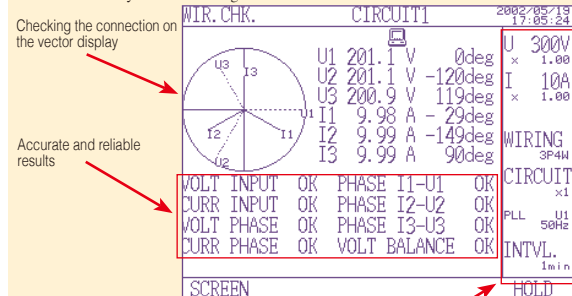 WIR.CHK. CIRCUIT1 2002/05/19
17:05:24
Checking the connection on
the vector display
U3
I3
U1
I2
I1
U2
U1 201.1 V 0deg
U2 201.1 V -120deg
U3 200.9 V 119deg
I1 9.98 A - 29deg
I2 9.99 A -149deg
I3 9.99 A 90deg
U 300V
× 1.00
I 10A
× 1.00
WIRING
3P4W
CIRCUIT
×1
PLL U1
50Hz
INTVL.
1min
Accurate and reliable
results
VOLT INPUT OK PHASE I1-U1 OK
CURR INPUT OK PHASE I2-U2 OK
VOLT PHASE OK PHASE I3-U3 OK
CURR PHASE OK VOLT BALANCE OK
SCREEN HOLD